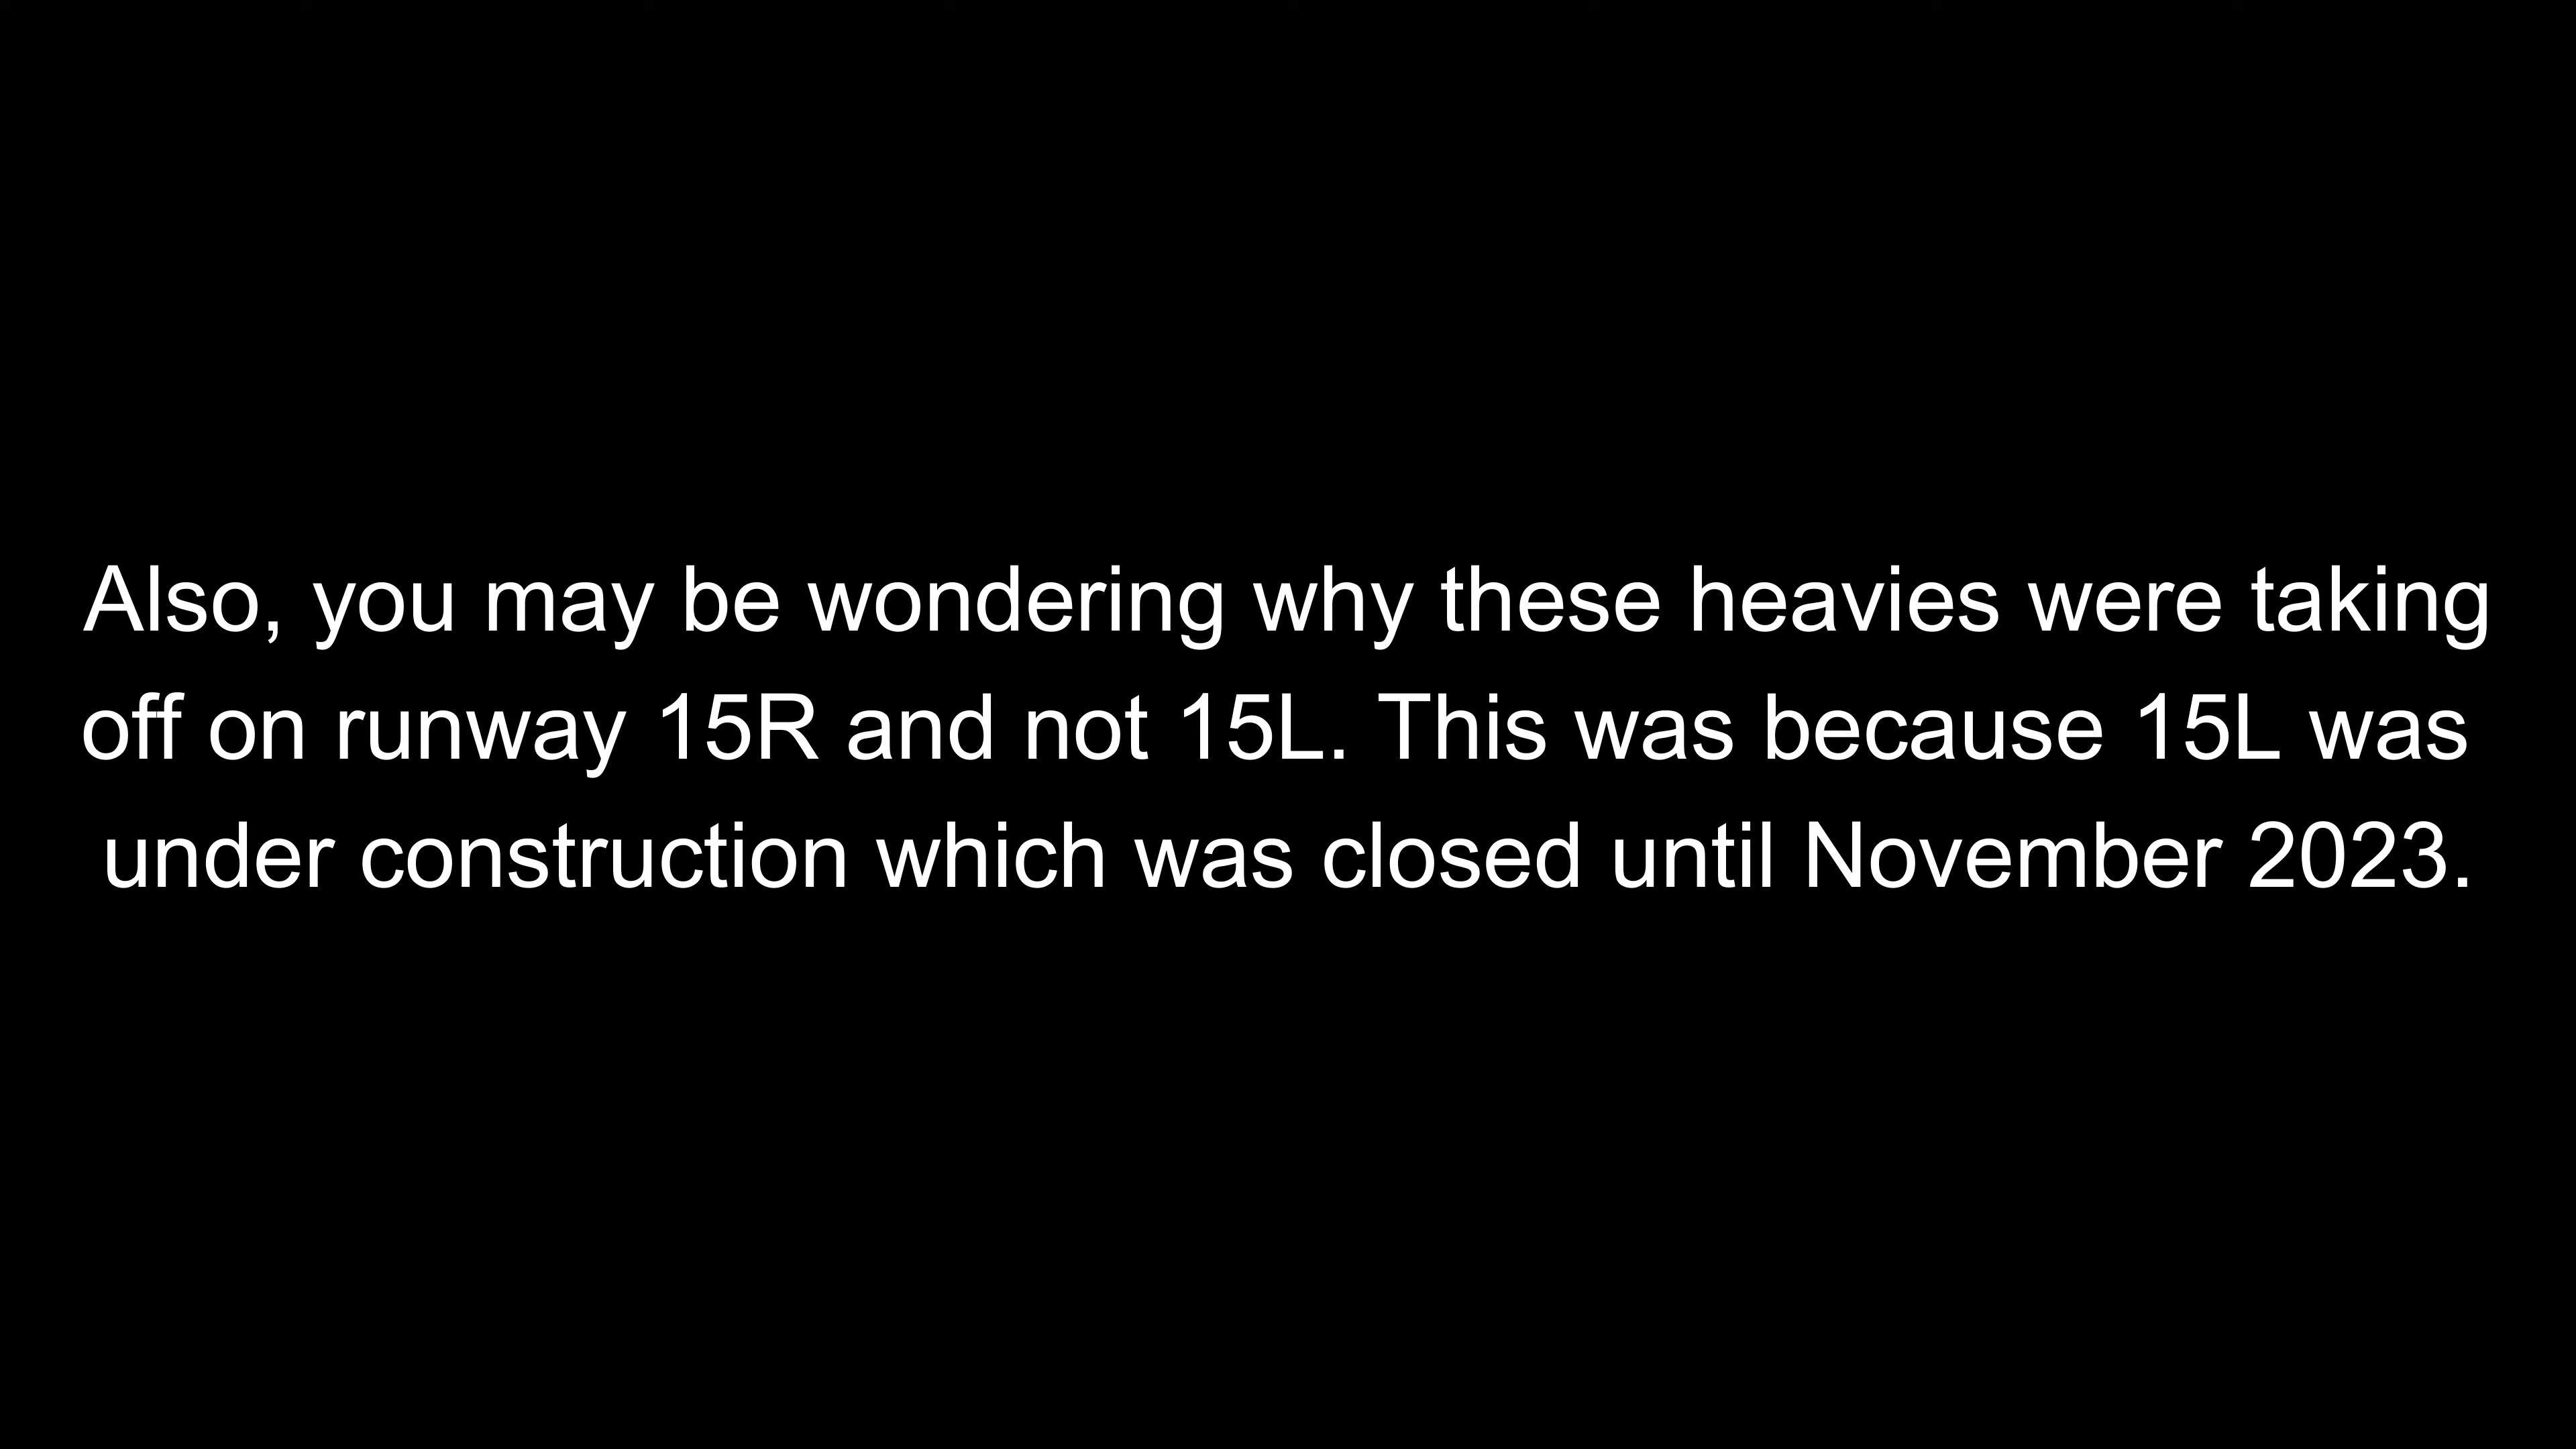 Also, you may be wondering why these heavies were taking
off on runway 15R and not 15L. This was because 15L was
under construction which was closed until November 2023.